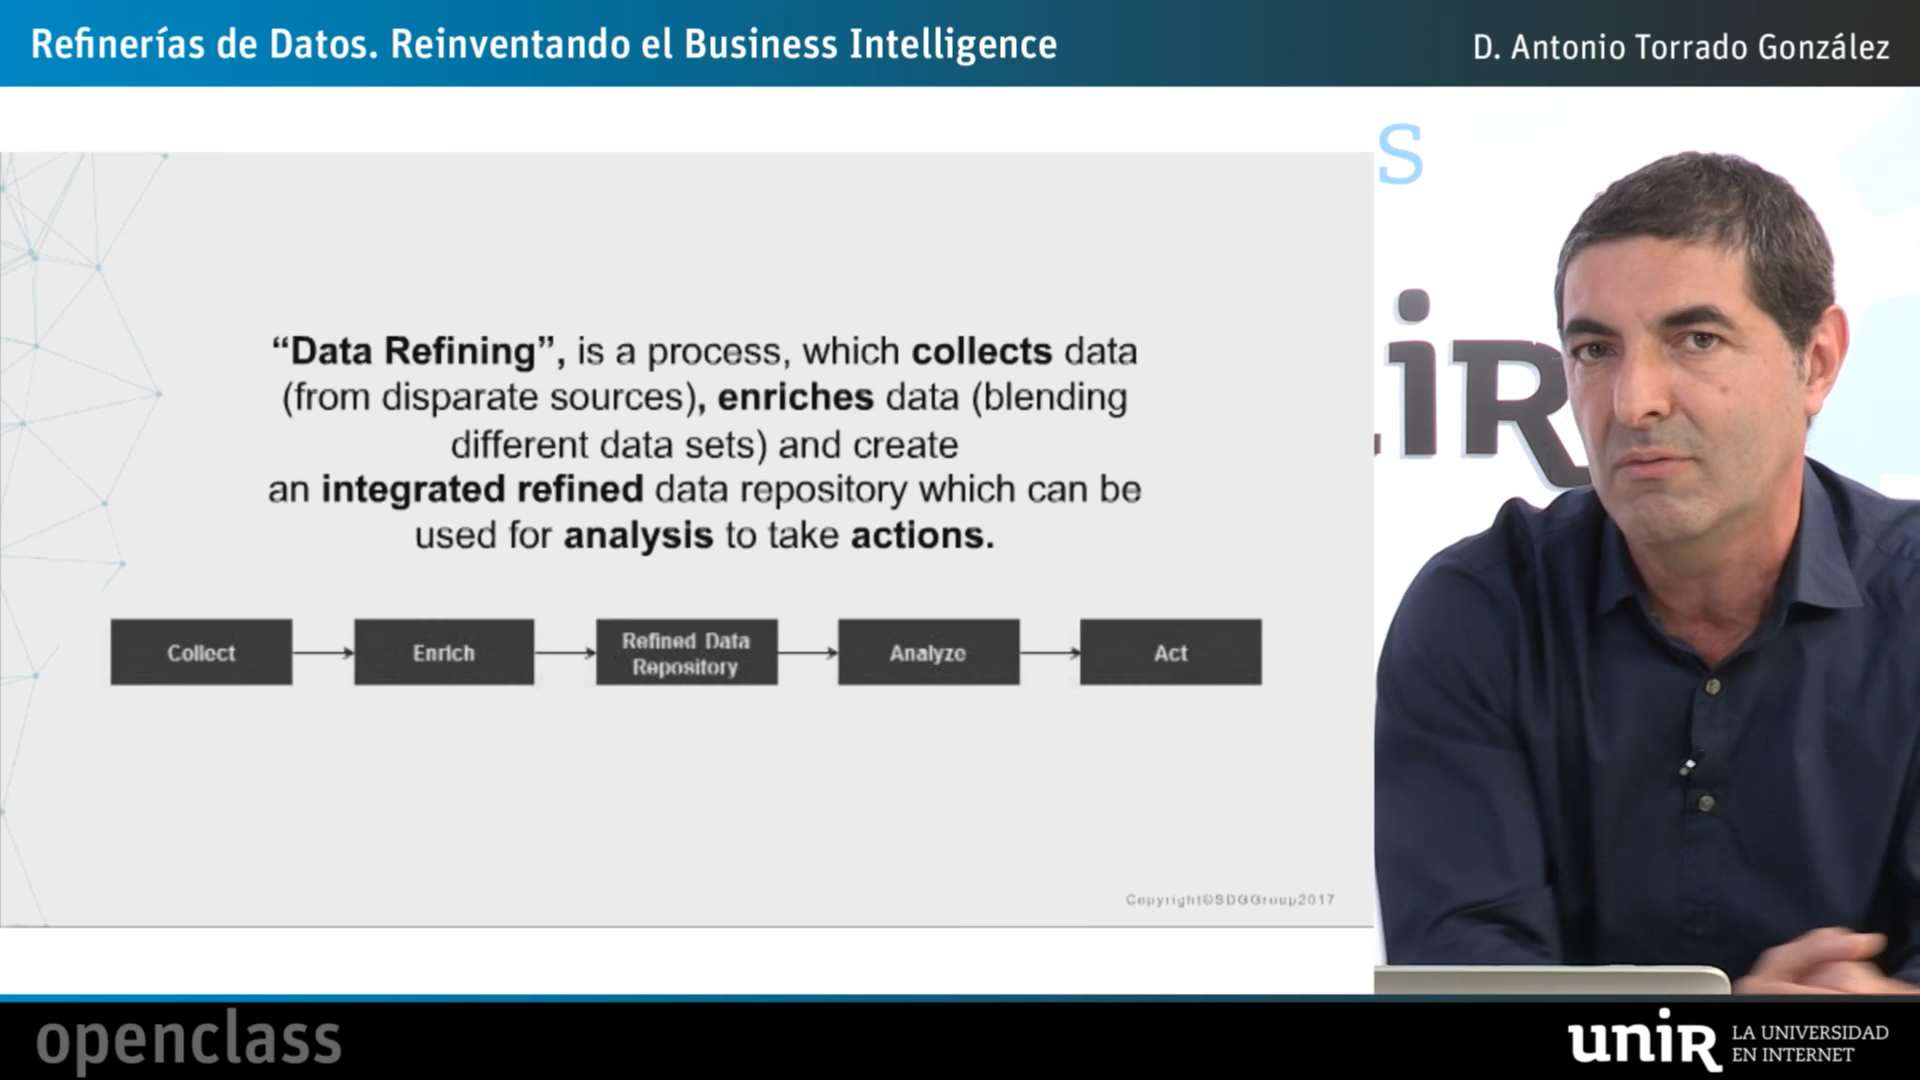 Refinerías de Datos. Reinventando el Business Intelligence
D. Antonio Torrado González
S
iR
“Data Refining”, is a process, which collects data
(from disparate sources), enriches data (blending
different data sets) and create
an integrated refined data repository which can be
used for analysis to take actions.
Collect
Enrich
Refined Data
Repository
Analyze
Act
Copyright©SDGGroup2017
openclass
uniR
LA UNIVERSIDAD
EN INTERNET